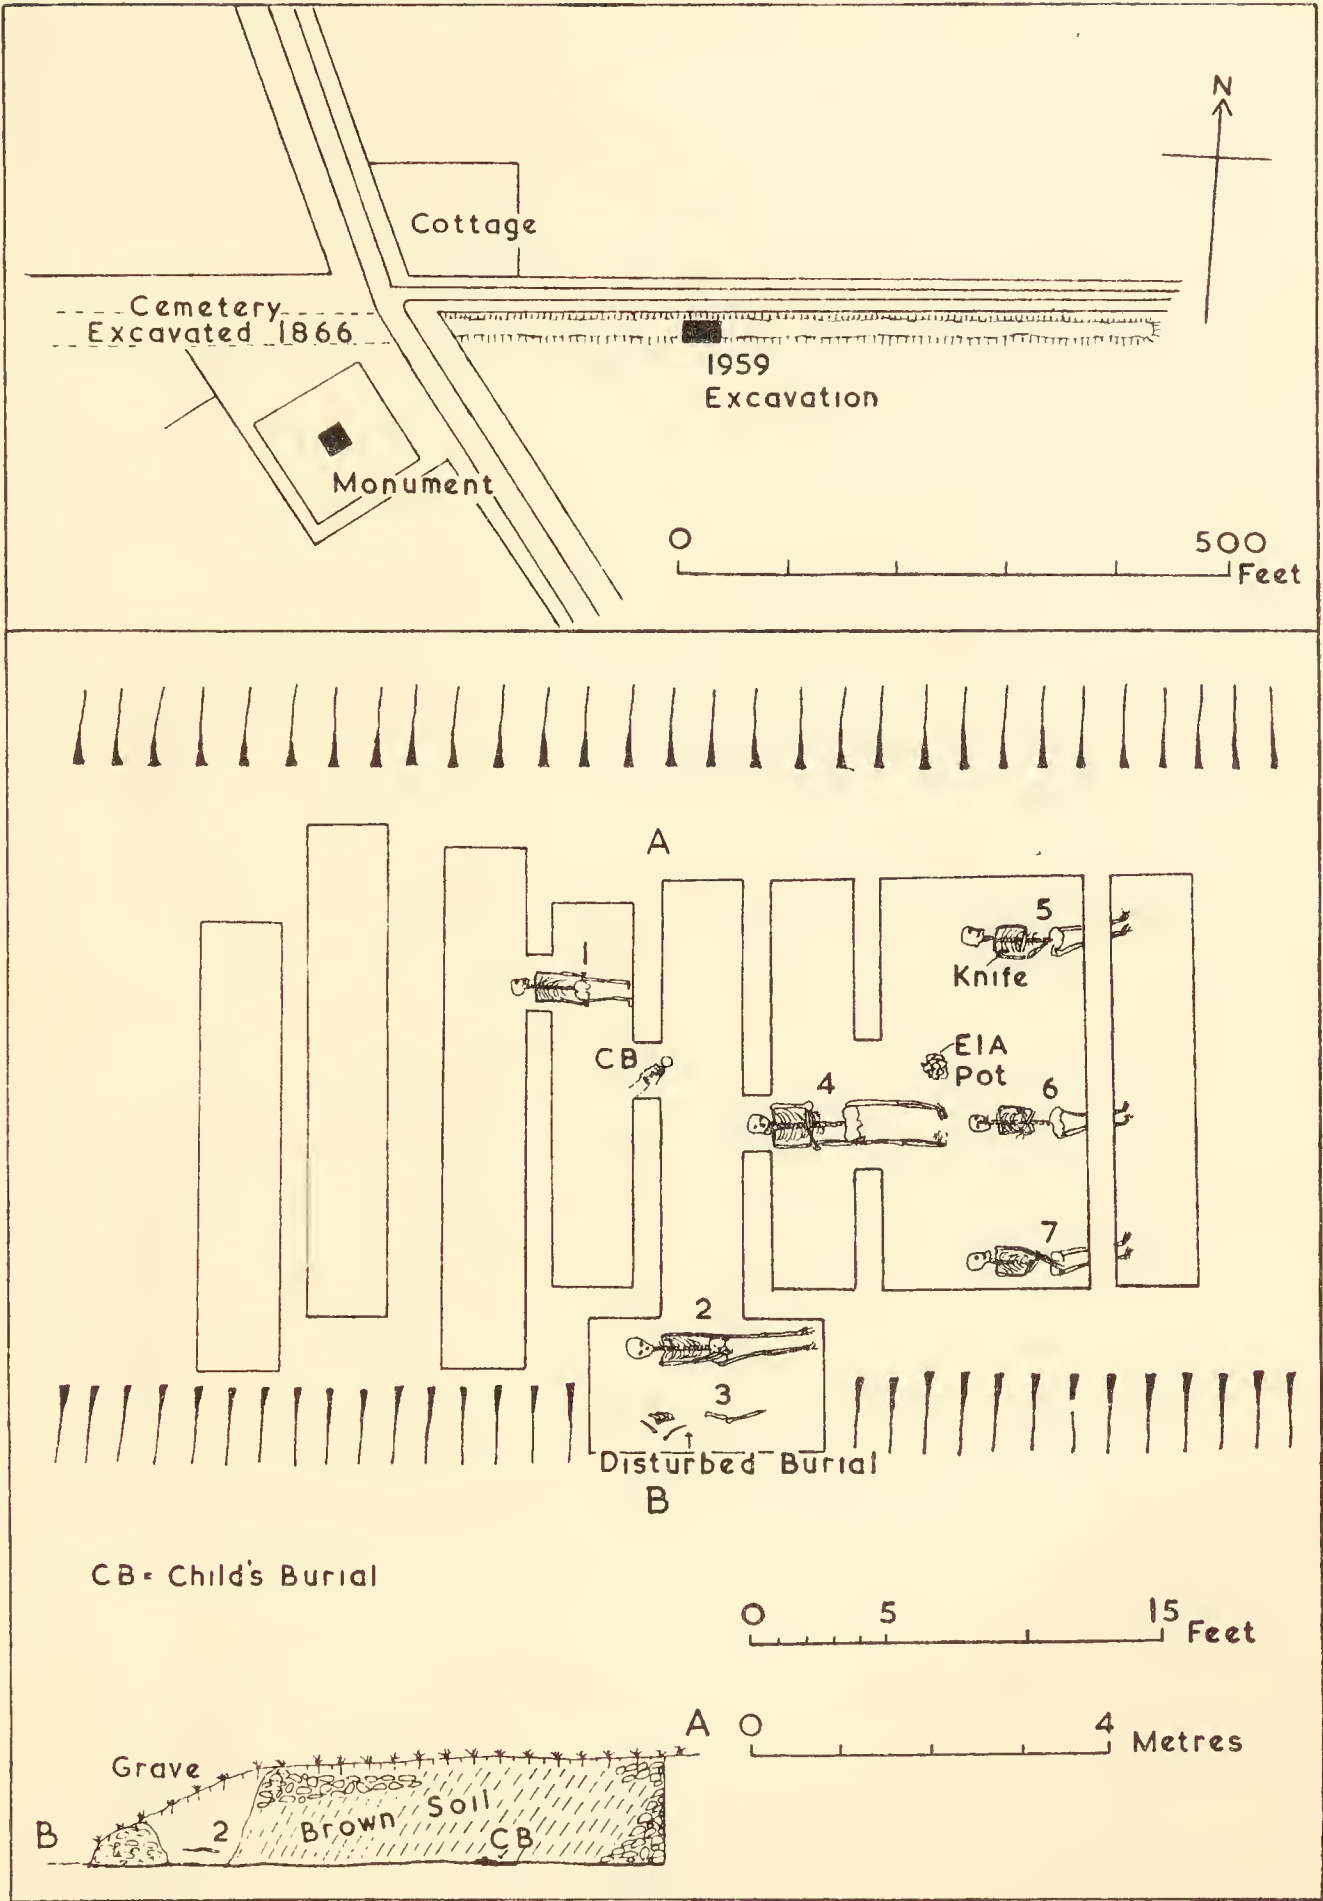 N
Cottage
Cemetery
Excavated 1866
1959
Excavation
Monument
0 500
Feet
A
5
Knife
1
CB
EIA
Pot
4
6
7
2
3
Disturbed Burial
B
CB = Child's Burial
0 5 15 Feet
A
0 4 Metres
Grave
B
2
Brown Soil
CB